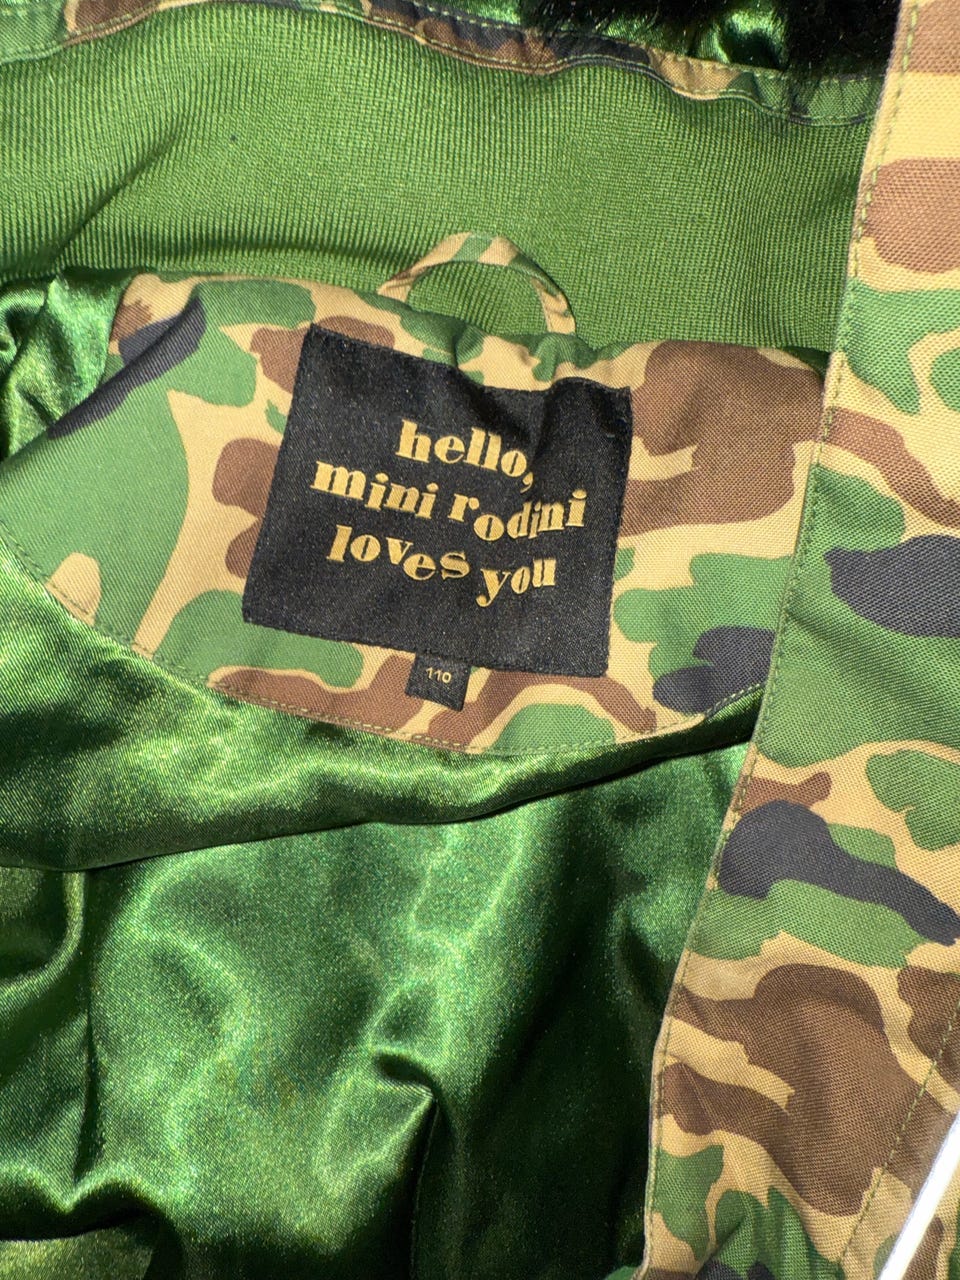 hello,
mini rodini
loves you
110